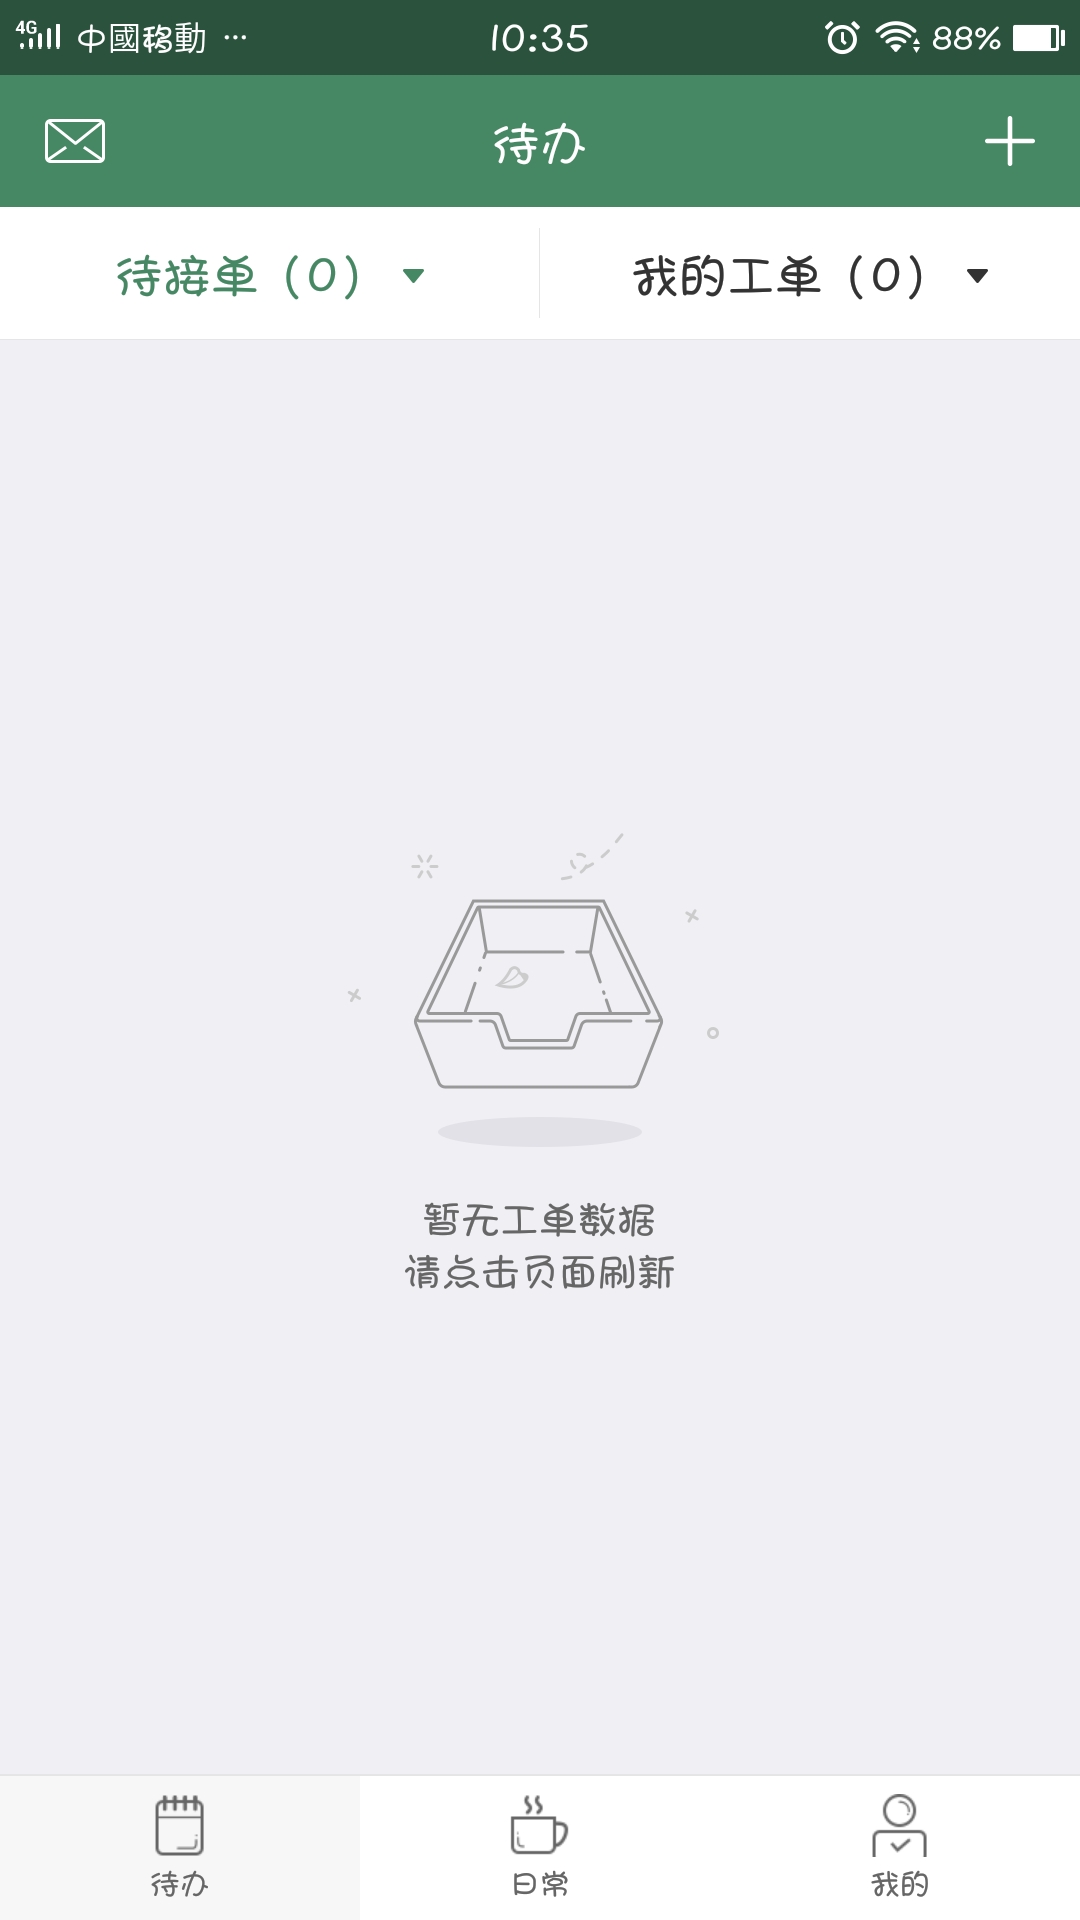 4G 中國移動 ··· 10:35 88%
待办
待接单（0） 我的工单（0）
暂无工单数据
请点击页面刷新
待办 日常 我的